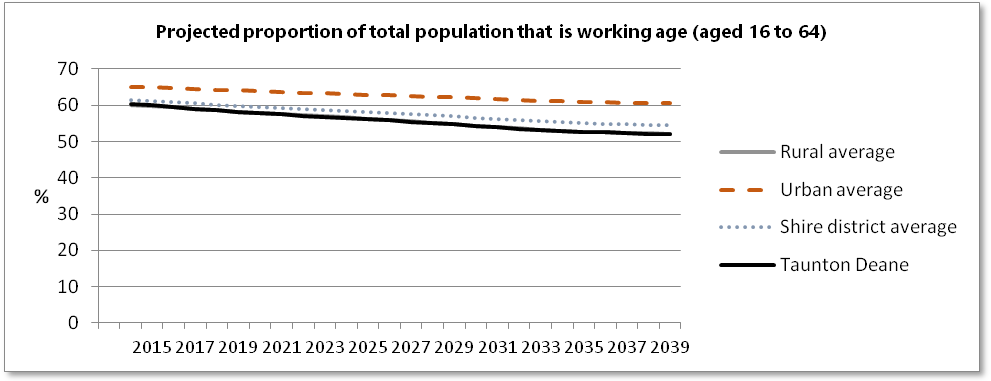 Projected proportion of total population that is working age (aged 16 to 64)
70
60
50
40
30
20
10
0
%
2015 2017 2019 2021 2023 2025 2027 2029 2031 2033 2035 2037 2039
Rural average
Urban average
Shire district average
Taunton Deane